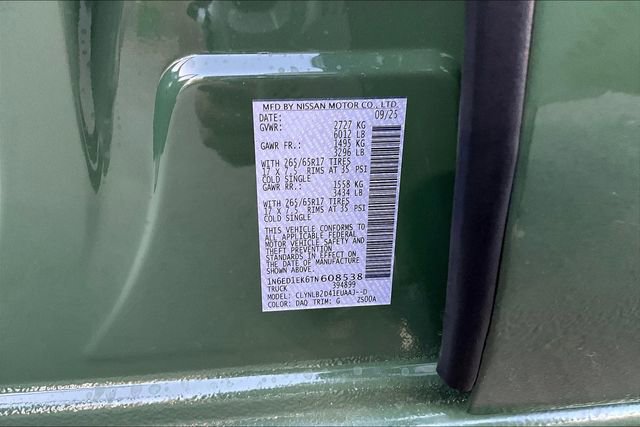 MFD BY NISSAN MOTOR CO., LTD.
DATE: 09/25
GVWR: 2727 KG
6012 LB
GAWR FR.: 1495 KG
3296 LB
WITH 265/65R17 TIRES
17 X 7.5 RIMS AT 35 PSI
COLD SINGLE
GAWR RR.: 1558 KG
3434 LB
WITH 265/65R17 TIRES
17 X 7.5 RIMS AT 35 PSI
COLD SINGLE
THIS VEHICLE CONFORMS TO
ALL APPLICABLE FEDERAL
MOTOR VEHICLE SAFETY AND
THEFT PREVENTION
STANDARDS IN EFFECT ON
THE DATE OF MANUFACTURE
SHOWN ABOVE.
1N6ED1EK6TN608538
TRUCK 394899
MODEL: CLYNLB2D41EUAAJ--D
COLOR: DAQ TRIM: G ZS00A